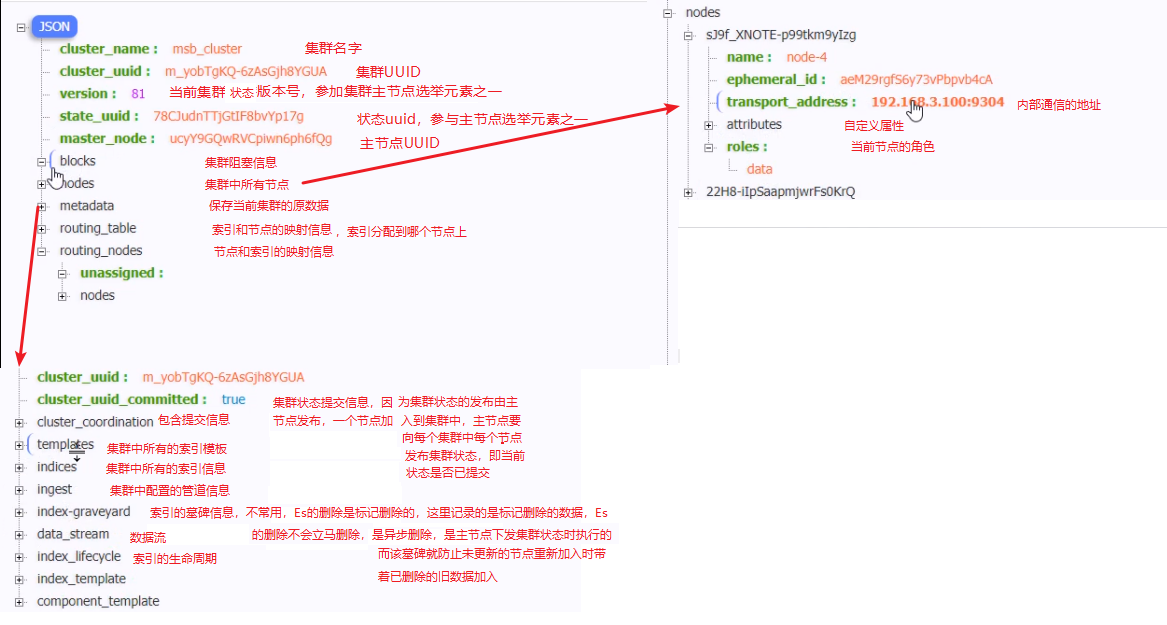 JSON
cluster_name : msb_cluster 集群名字
cluster_uuid : m_yobTgKQ-6zAsGjh8YGUA 集群UUID
version : 81 当前集群 状态 版本号，参加集群主节点选举元素之一
state_uuid : 78CJudnTTjGtIF8bvYp17g 状态uuid，参与主节点选举元素之一
master_node : ucyY9GQwRVCpiwn6ph6fQg 主节点UUID
blocks 集群阻塞信息
nodes 集群中所有节点
metadata 保存当前集群的原数据
routing_table 索引和节点的映射信息，索引分配到哪个节点上
routing_nodes 节点和索引的映射信息
unassigned :
nodes
nodes
sJ9f_XNOTE-p99tkm9yIzg
name : node-4
ephemeral_id : aeM29rgfS6y73vPbpvb4cA
transport_address : 192.168.3.100:9304 内部通信的地址
attributes 自定义属性
roles : 当前节点的角色
data
22H8-iIpSaapmjwrFs0KrQ
cluster_uuid : m_yobTgKQ-6zAsGjh8YGUA
cluster_uuid_committed : true
集群状态提交信息，因为集群状态的发布由主
cluster_coordination 包含提交信息 节点发布，一个节点加入到集群中，主节点要
向每个集群中每个节点
发布集群状态，即当前
状态是否已提交
templates 集群中所有的索引模板
indices 集群中所有的索引信息
ingest 集群中配置的管道信息
index-graveyard 索引的墓碑信息，不常用，Es的删除是标记删除的，这里记录的是标记删除的数据，Es
data_stream 数据流 的删除不会立马删除，是异步删除，是主节点下发集群状态时执行的
index_lifecycle 索引的生命周期 而该墓碑就防止未更新的节点重新加入时带
index_template 着已删除的旧数据加入
component_template